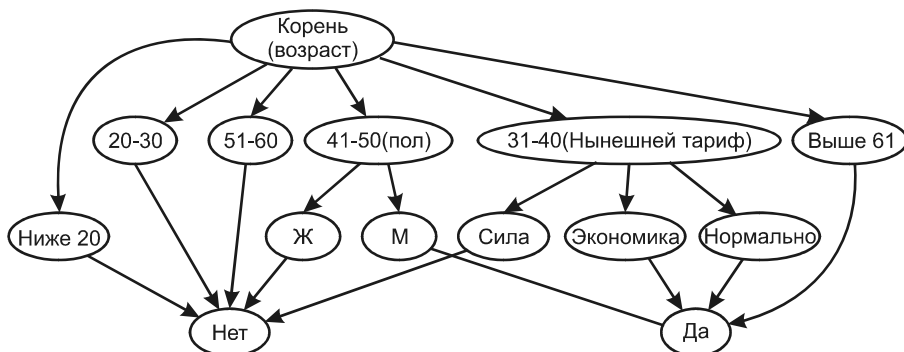 Корень
(возраст)
20-30
51-60
41-50(пол)
31-40(Нынешней тариф)
Выше 61
Ниже 20
Ж
М
Сила
Экономика
Нормально
Нет
Да